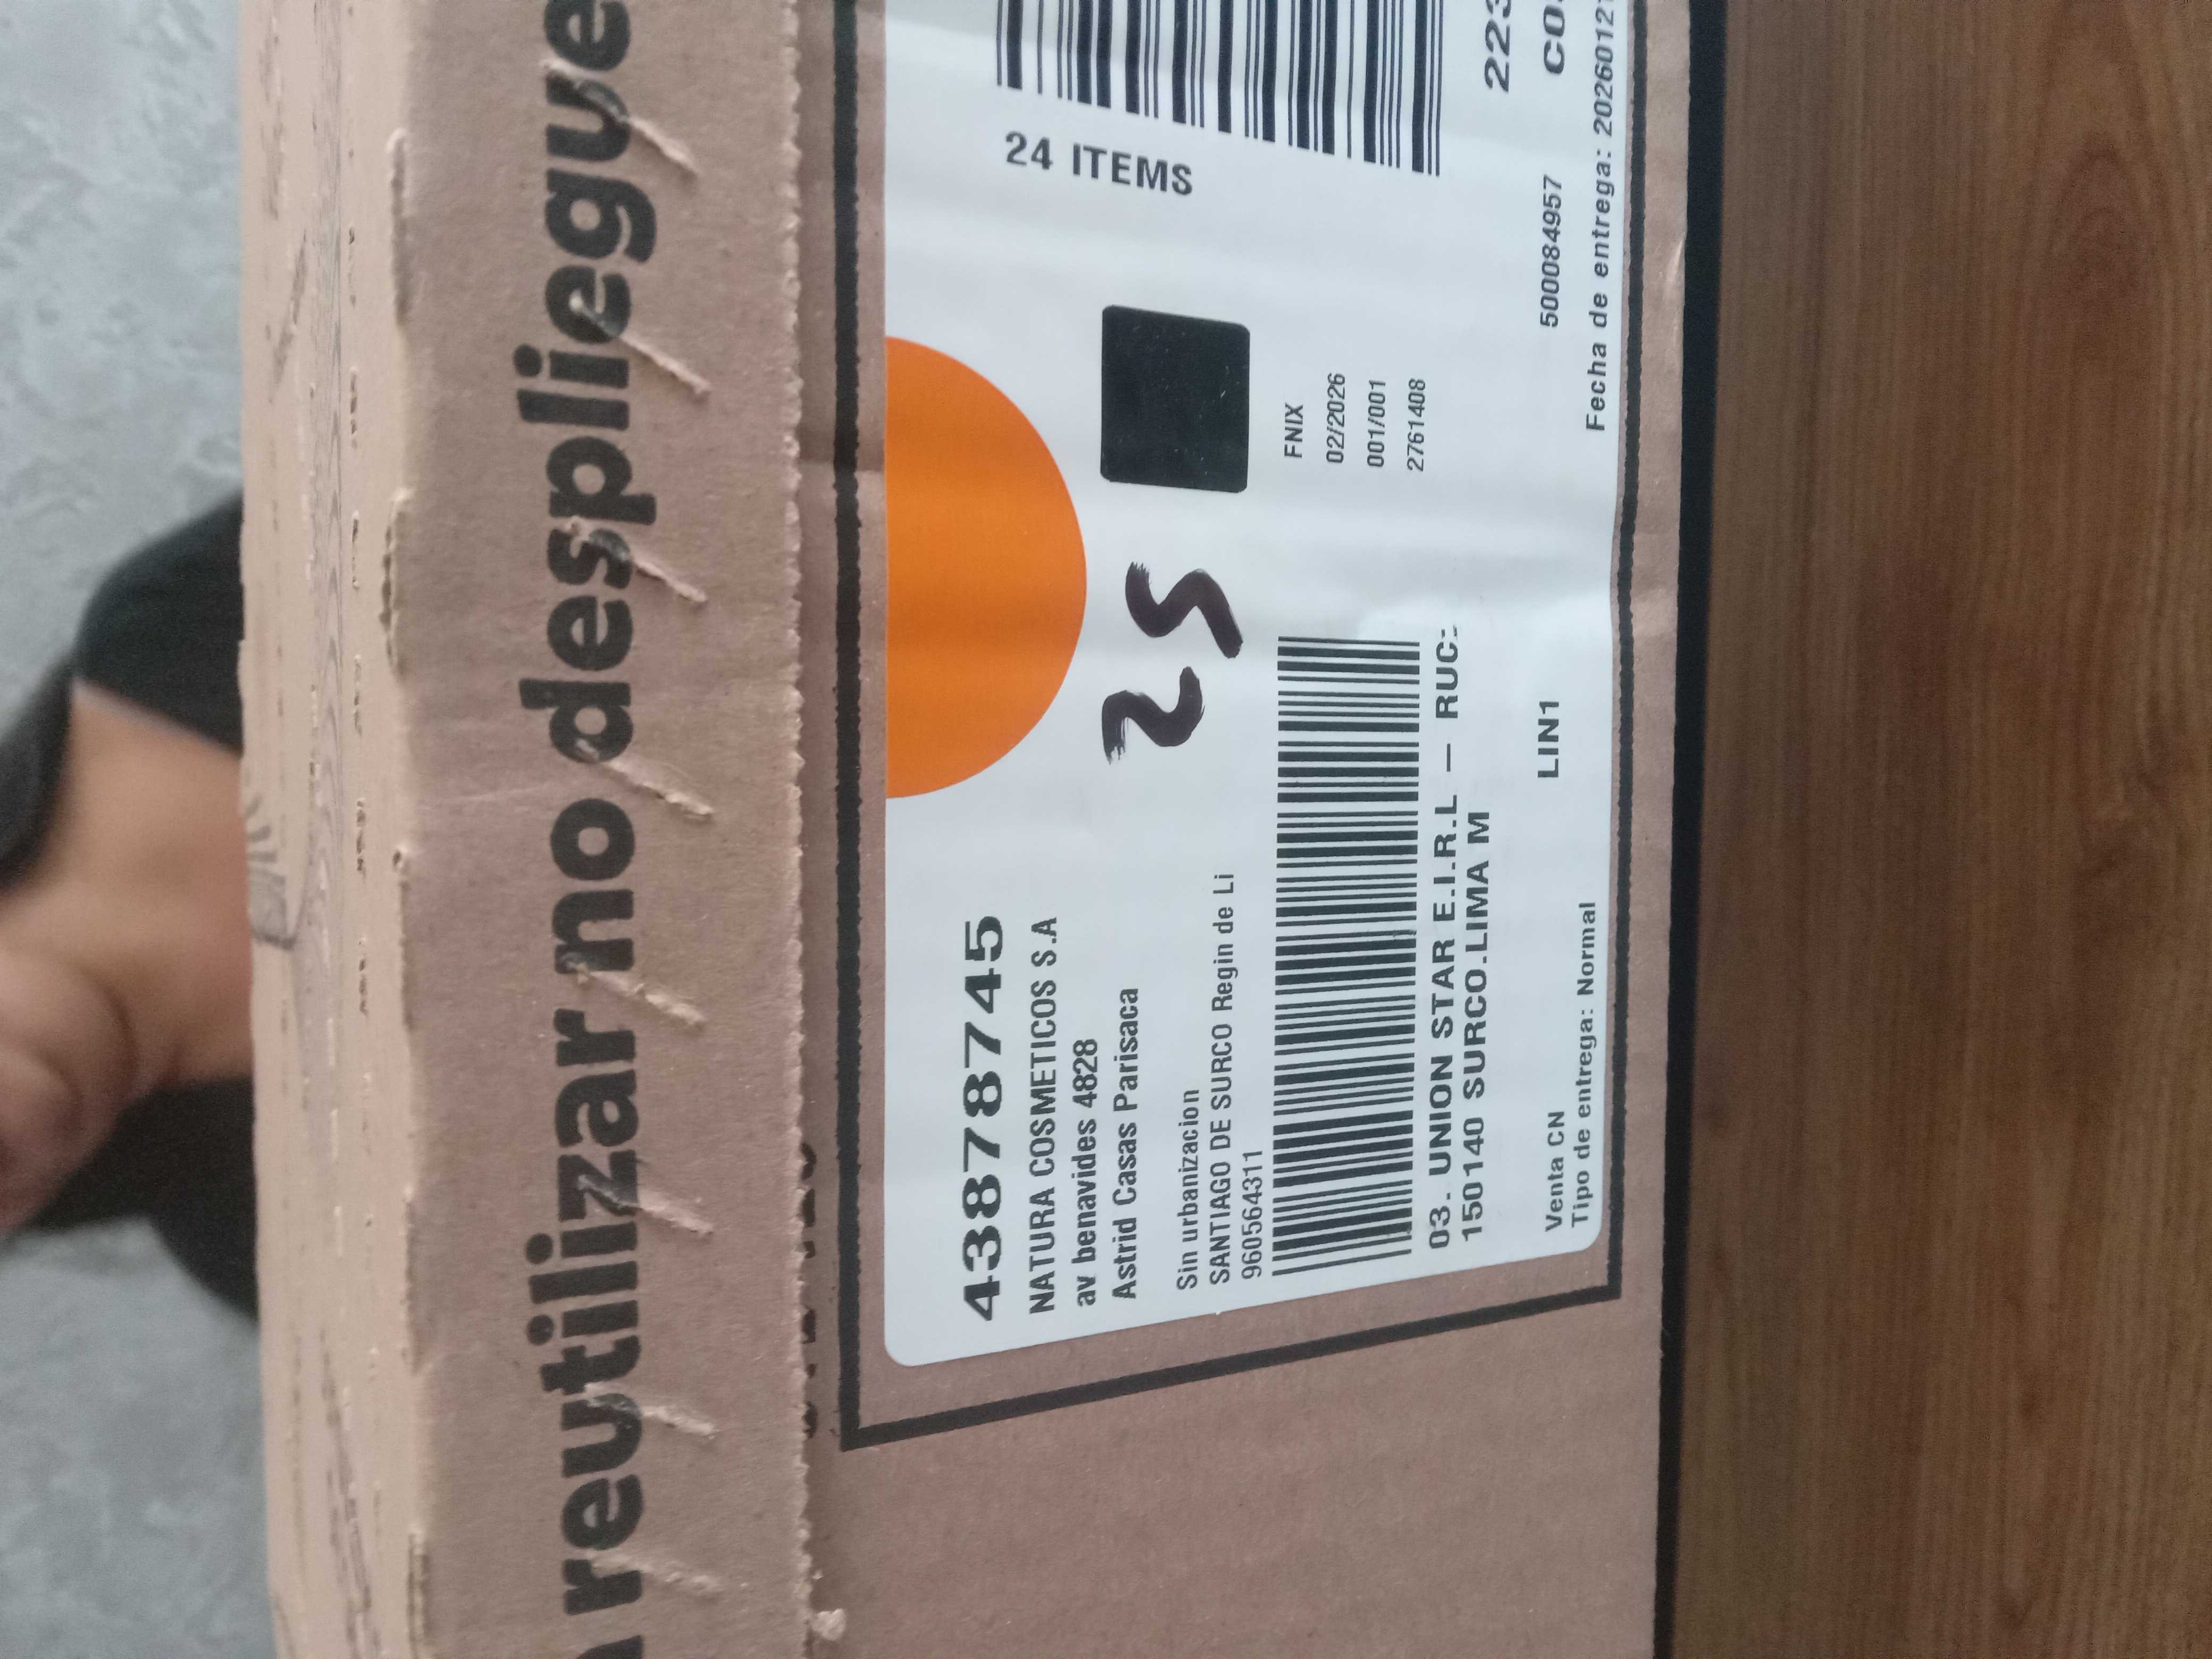 reutilizar no despliegue
43878745
NATURA COSMETICOS S.A
av benavides 4828
Astrid Casas Parisaca
Sin urbanizacion
SANTIAGO DE SURCO Regin de Li
960564311
25
24 ITEMS
FNIX
02/2026
001/001
2761408
03. UNION STAR E.I.R.L — RUC:
150140 SURCO.LIMA M
223
Venta CN
LIN1
500084957
Tipo de entrega: Normal
Fecha de entrega: 2026012